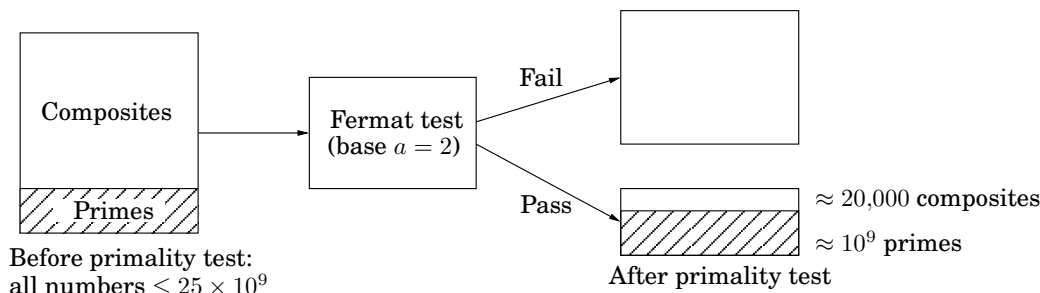 Composites
Primes
Before primality test:
all numbers ≤ 25 × 10⁹
Fermat test
(base a = 2)
Fail
Pass
≈ 20,000 composites
≈ 10⁹ primes
After primality test